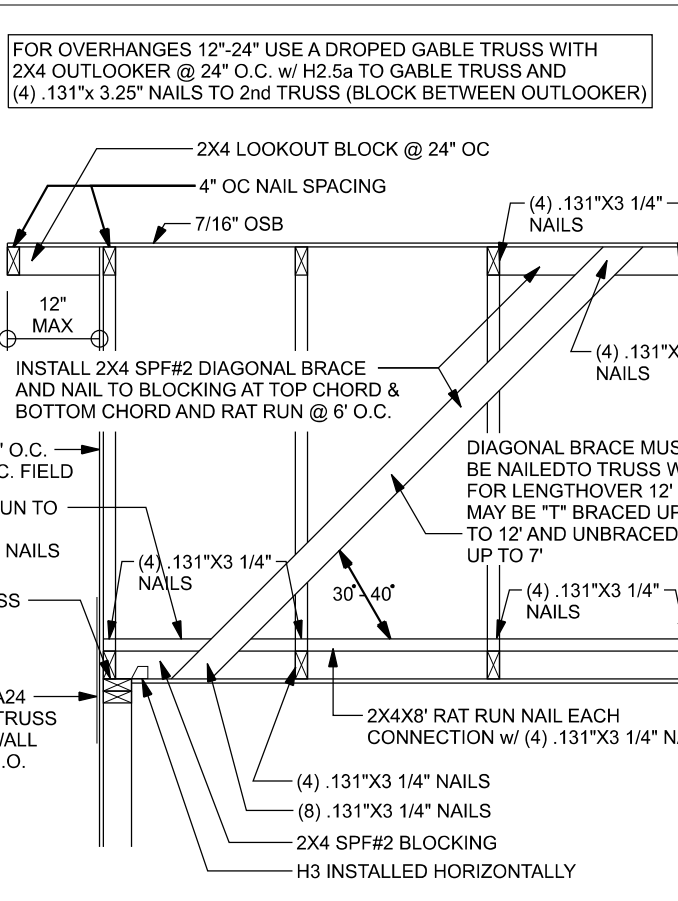 FOR OVERHANGES 12"-24" USE A DROPED GABLE TRUSS WITH
2X4 OUTLOOKER @ 24" O.C. w/ H2.5a TO GABLE TRUSS AND
(4) .131"x 3.25" NAILS TO 2nd TRUSS (BLOCK BETWEEN OUTLOOKER)
2X4 LOOKOUT BLOCK @ 24" OC
4" OC NAIL SPACING
7/16" OSB
(4) .131"X3 1/4"
NAILS
12"
MAX
(4) .131"X
NAILS
INSTALL 2X4 SPF#2 DIAGONAL BRACE
AND NAIL TO BLOCKING AT TOP CHORD &
BOTTOM CHORD AND RAT RUN @ 6' O.C.
' O.C.
C. FIELD
UN TO
NAILS
DIAGONAL BRACE MUS
BE NAILEDTO TRUSS W
FOR LENGTHOVER 12'
MAY BE "T" BRACED UP
TO 12' AND UNBRACED
UP TO 7'
(4) .131"X3 1/4"
NAILS
30°-40°
(4) .131"X3 1/4"
NAILS
SS
A24
TRUSS
WALL
.O.
2X4X8' RAT RUN NAIL EACH
CONNECTION w/ (4) .131"X3 1/4" NA
(4) .131"X3 1/4" NAILS
(8) .131"X3 1/4" NAILS
2X4 SPF#2 BLOCKING
H3 INSTALLED HORIZONTALLY